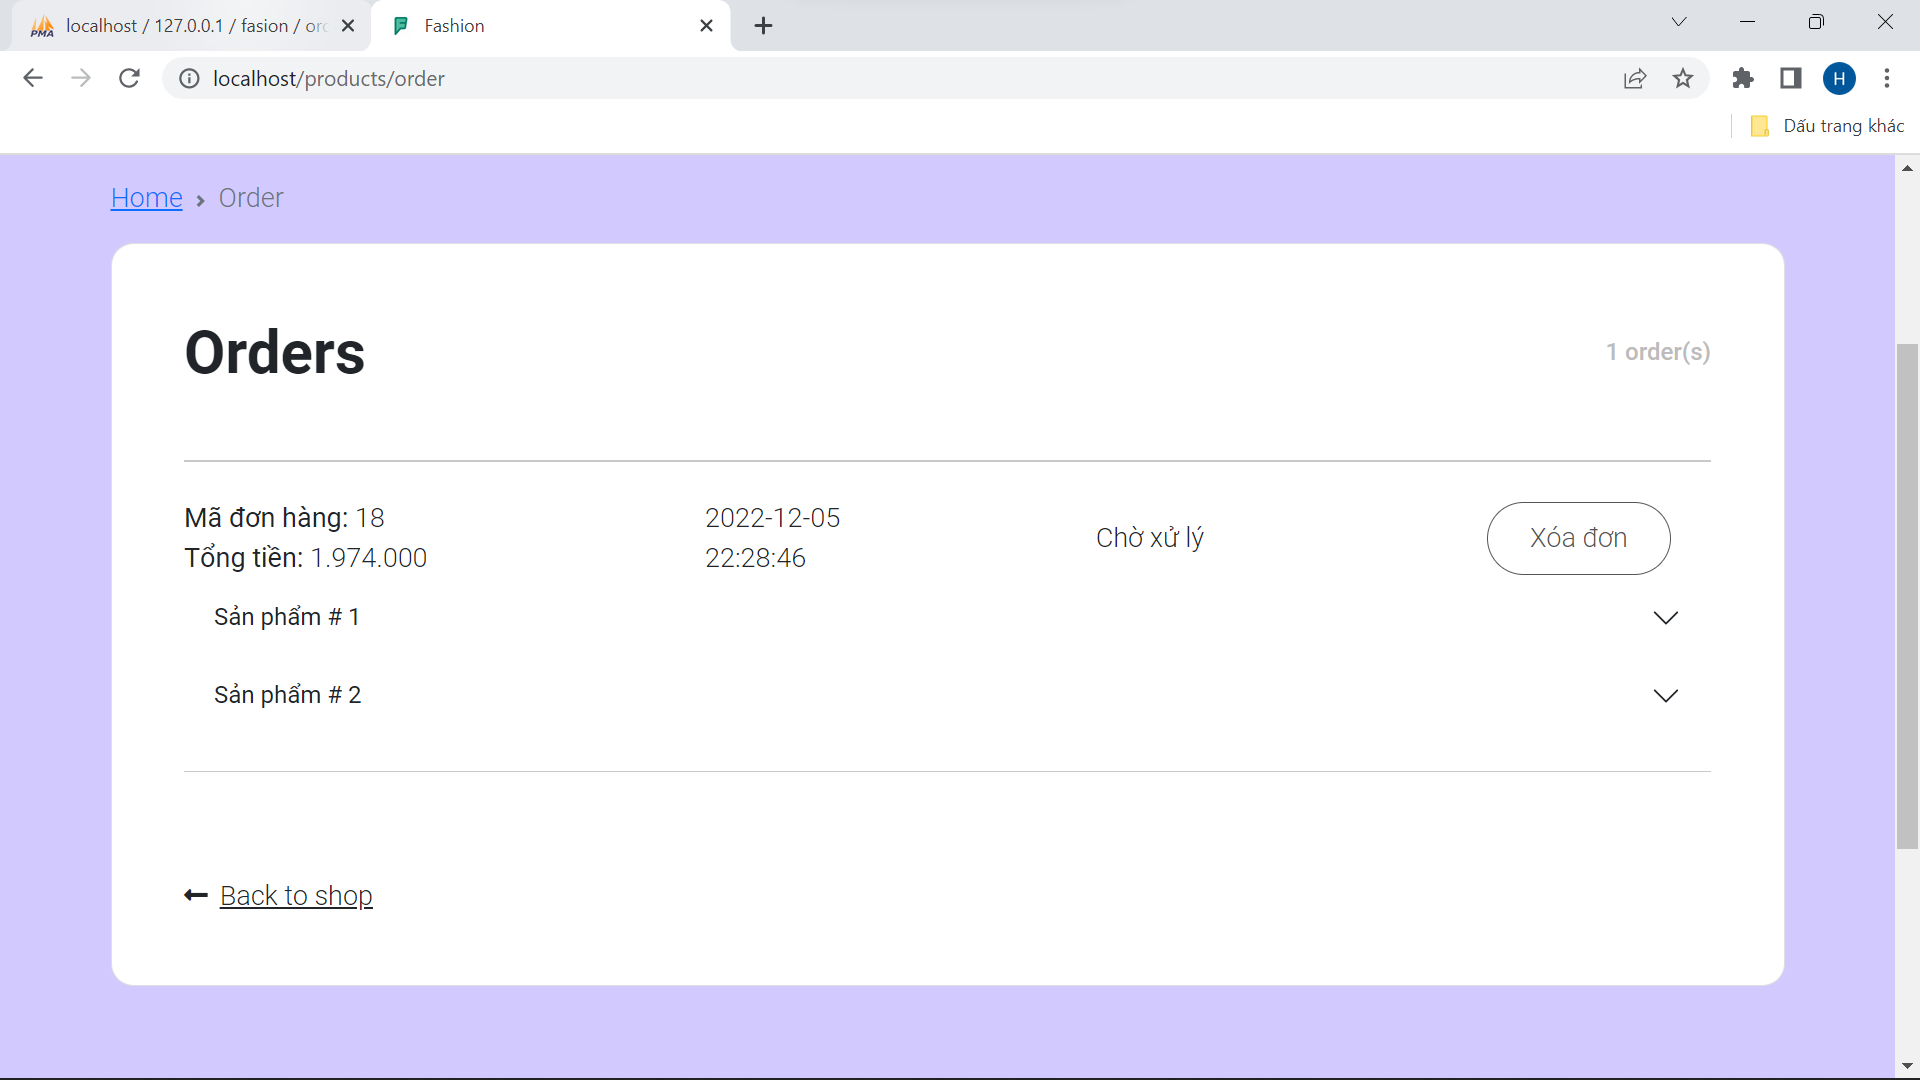 PMA
localhost / 127.0.0.1 / fasion / or
Fashion
localhost/products/order
H
Dấu trang khác
Home › Order
Orders
1 order(s)
Mã đơn hàng: 18
Tổng tiền: 1.974.000
2022-12-05
22:28:46
Chờ xử lý
Xóa đơn
Sản phẩm # 1
Sản phẩm # 2
Back to shop